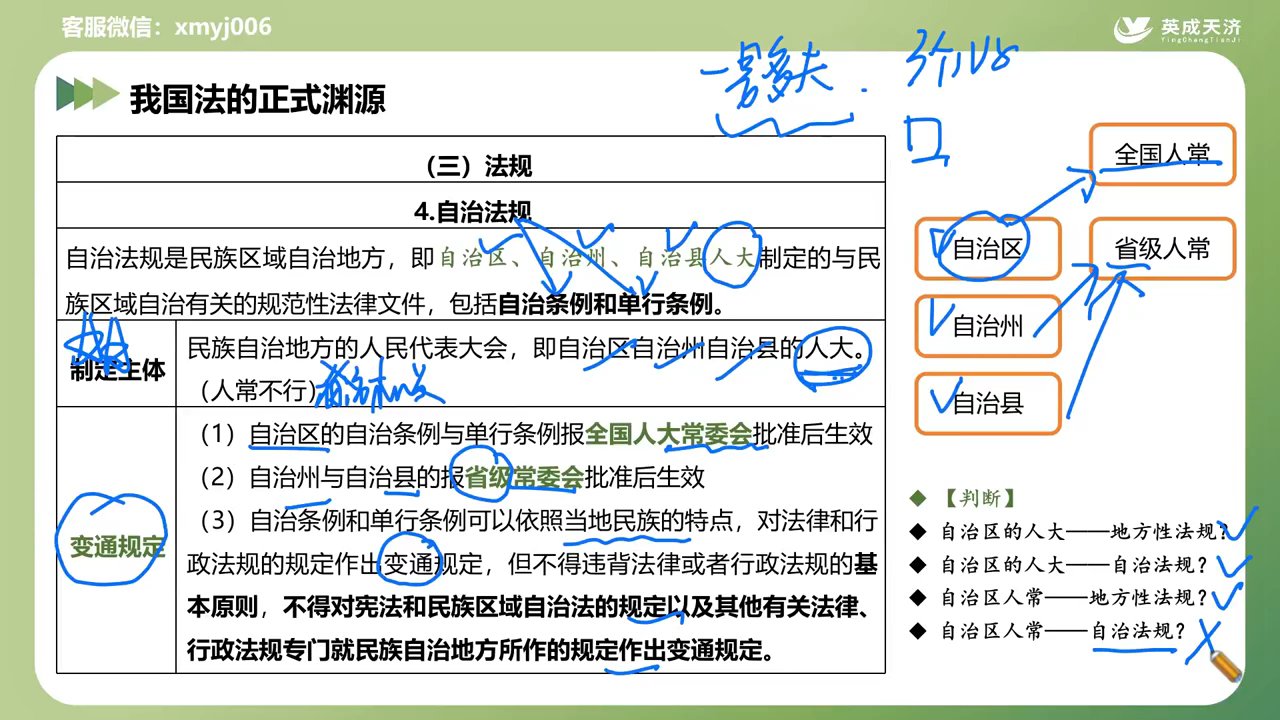 客服微信：xmyj006
英成天济
YingChengTianJi
我国法的正式渊源
（三）法规
4.自治法规
自治法规是民族区域自治地方，即自治区、自治州、自治县人大制定的与民
族区域自治有关的规范性法律文件，包括自治条例和单行条例。
制定主体
民族自治地方的人民代表大会，即自治区自治州自治县的人大。
（人常不行）
变通规定
（1）自治区的自治条例与单行条例报全国人大常委会批准后生效
（2）自治州与自治县的报省级常委会批准后生效
（3）自治条例和单行条例可以依照当地民族的特点，对法律和行
政法规的规定作出变通规定，但不得违背法律或者行政法规的基
本原则，不得对宪法和民族区域自治法的规定以及其他有关法律、
行政法规专门就民族自治地方所作的规定作出变通规定。
全国人常
自治区
省级人常
自治州
自治县
【判断】
自治区的人大——地方性法规？
自治区的人大——自治法规？
自治区人常——地方性法规？
自治区人常——自治法规？